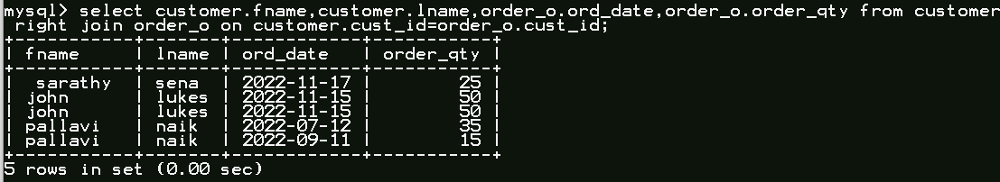 mysql> select customer.fname,customer.lname,order_o.ord_date,order_o.order_qty from customer
 right join order_o on customer.cust_id=order_o.cust_id;
+----------+-------+------------+-----------+
| fname    | lname | ord_date   | order_qty |
+----------+-------+------------+-----------+
|  sarathy | sena  | 2022-11-17 |        25 |
| john     | lukes | 2022-11-15 |        50 |
| john     | lukes | 2022-11-15 |        50 |
| pallavi  | naik  | 2022-07-12 |        35 |
| pallavi  | naik  | 2022-09-11 |        15 |
+----------+-------+------------+-----------+
5 rows in set (0.00 sec)